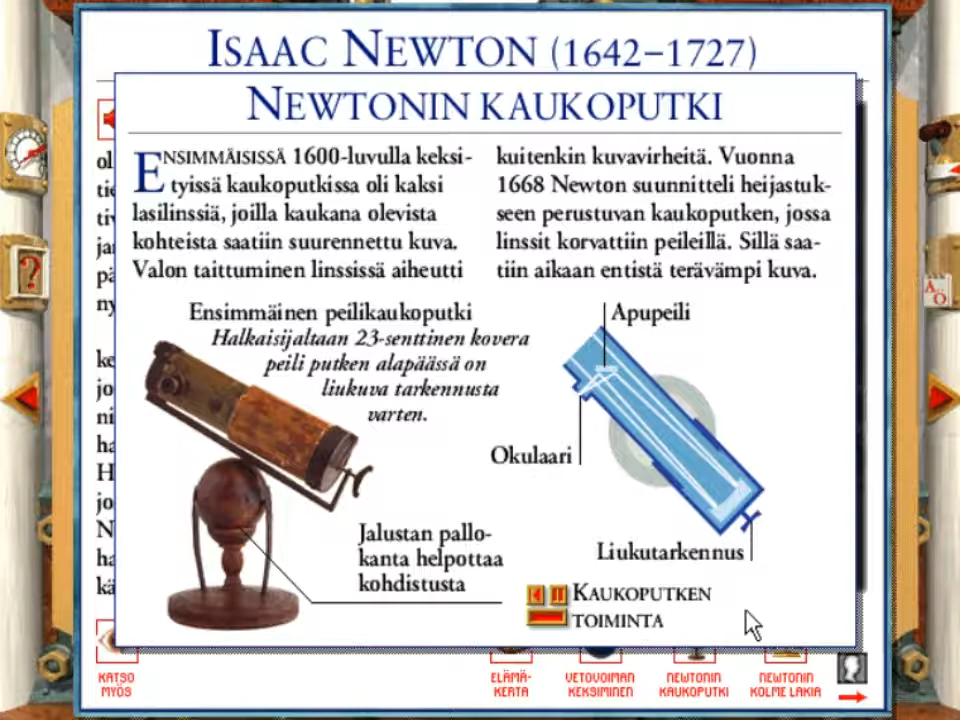 ISAAC NEWTON (1642–1727)
NEWTONIN KAUKOPUTKI
ENSIMMÄISISSÄ 1600-luvulla keksi-
tyissä kaukoputkissa oli kaksi
lasilinssiä, joilla kaukana olevista
kohteista saatiin suurennettu kuva.
Valon taittuminen linssissä aiheutti
kuitenkin kuvavirheitä. Vuonna
1668 Newton suunnitteli heijastuk-
seen perustuvan kaukoputken, jossa
linssit korvattiin peileillä. Sillä saa-
tiin aikaan entistä terävämpi kuva.
Ensimmäinen peilikaukoputki
Halkaisijaltaan 23-senttinen kovera
peili putken alapäässä on
liukuva tarkennusta
varten.
Apupeili
Okulaari
Jalustan pallo-
kanta helpottaa
kohdistusta
Liukutarkennus
KAUKOPUTKEN
TOIMINTA
KATSO
MYÖS
ELÄMÄ-
KERTA
VETOVOIMAN
KEKSIMINEN
NEWTONIN
KAUKOPUTKI
NEWTONIN
KOLME LAKIA